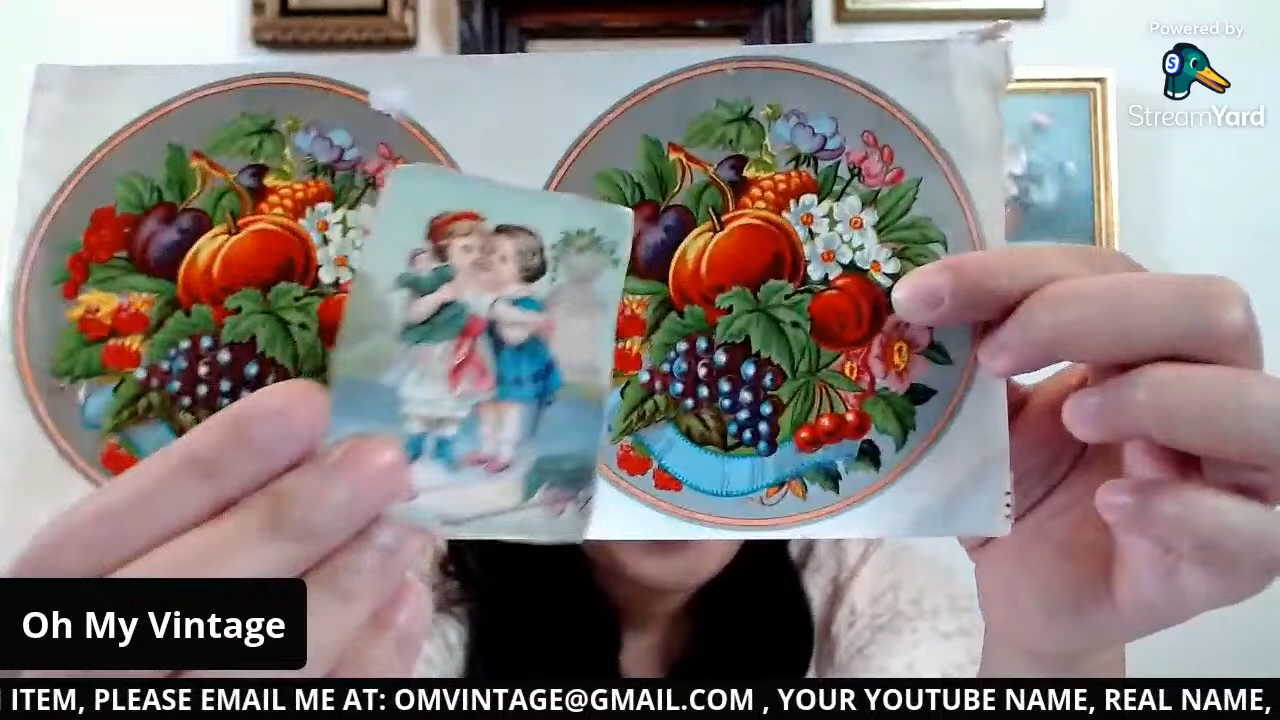 Powered by
StreamYard
Oh My Vintage
ITEM, PLEASE EMAIL ME AT: OMVINTAGE@GMAIL.COM , YOUR YOUTUBE NAME, REAL NAME,